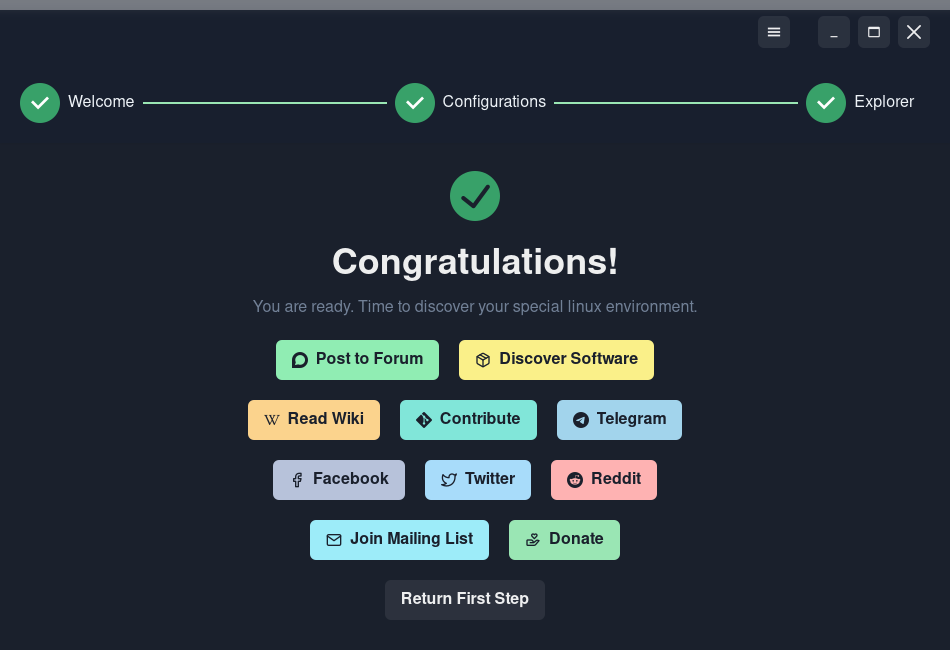 Welcome
Configurations
Explorer
Congratulations!
You are ready. Time to discover your special linux environment.
Post to Forum
Discover Software
Read Wiki
Contribute
Telegram
Facebook
Twitter
Reddit
Join Mailing List
Donate
Return First Step